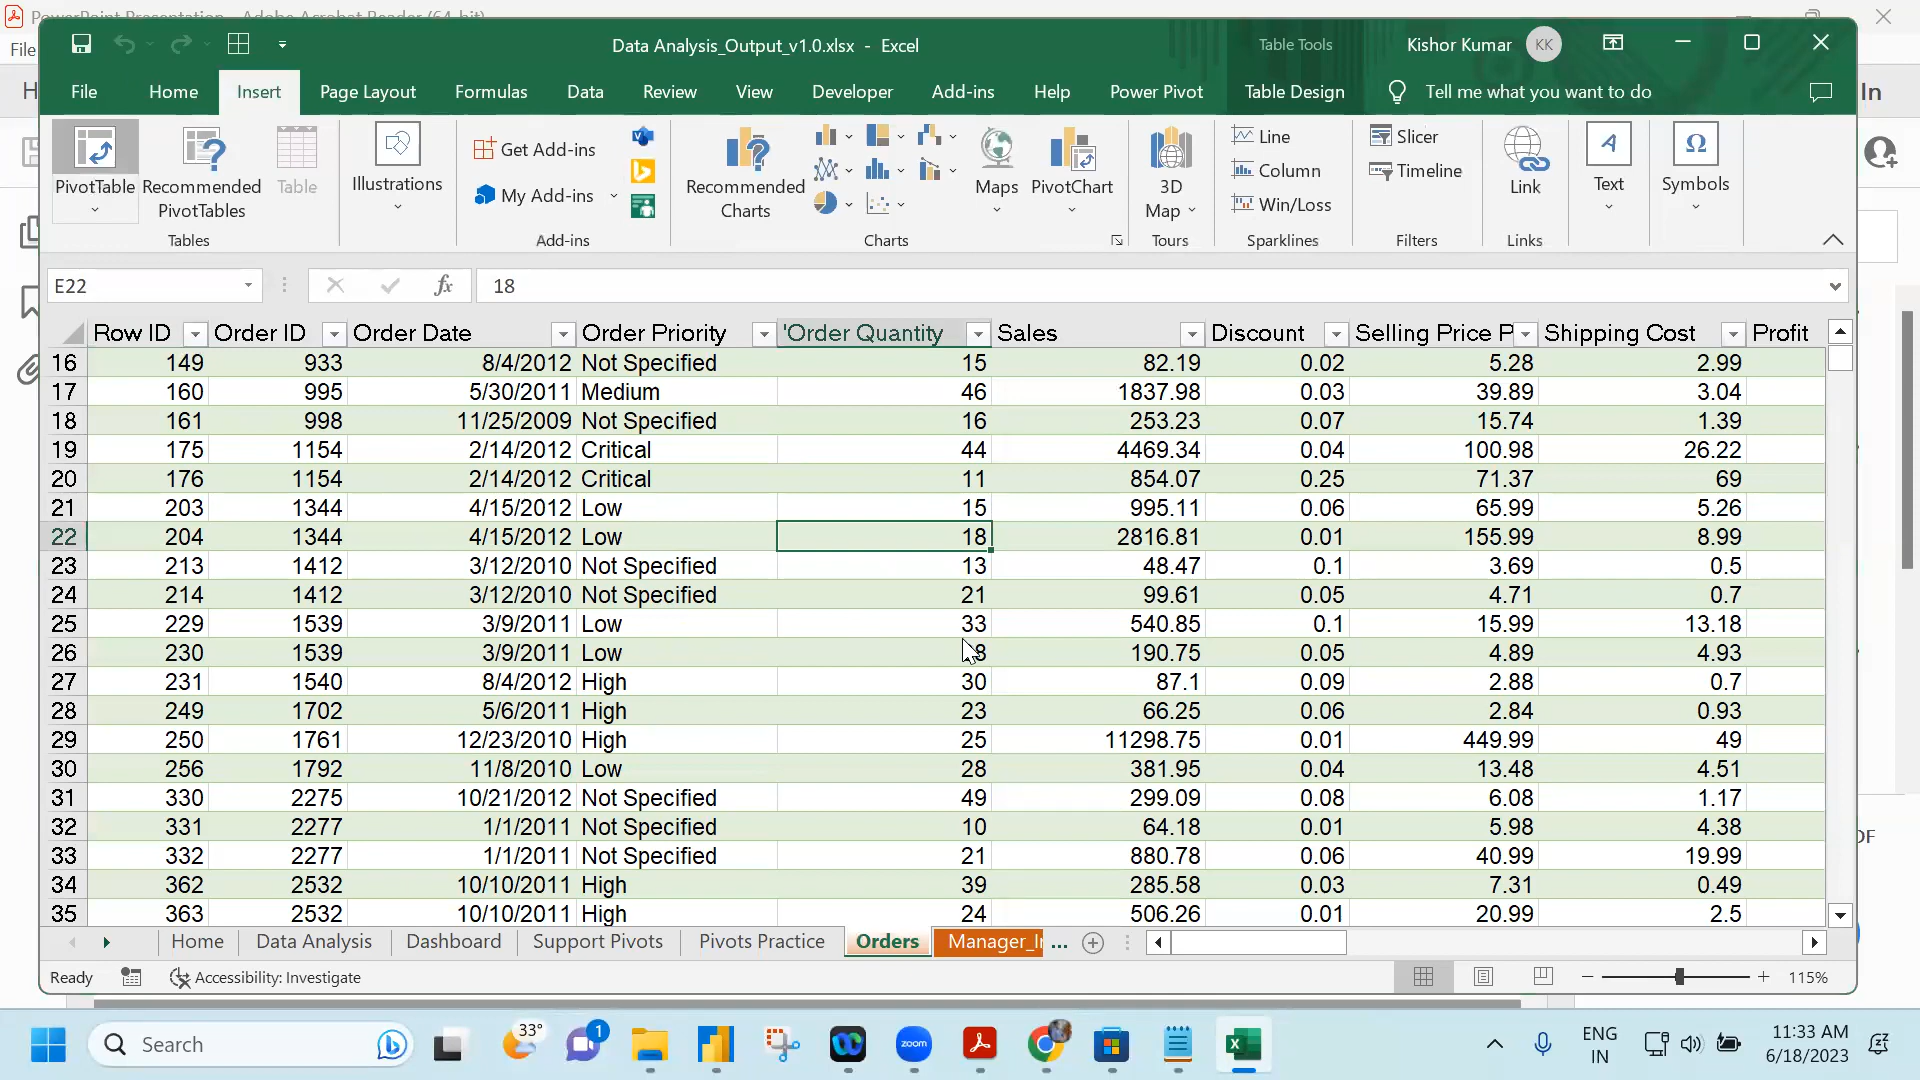 PowerPoint Presentation - Adobe Acrobat Reader (64-bit)
Data Analysis_Output_v1.0.xlsx - Excel
Table Tools
Kishor Kumar KK
File Home Insert Page Layout Formulas Data Review View Developer Add-ins Help Power Pivot Table Design Tell me what you want to do
File
In
PivotTable
Recommended PivotTables
Table
Illustrations
Get Add-ins
My Add-ins
Recommended Charts
Maps
PivotChart
3D Map
Line
Column
Win/Loss
Slicer
Timeline
Link
Text
Symbols
Tables Add-ins Charts Tours Sparklines Filters Links
E22 fx 18
Row ID Order ID Order Date Order Priority 'Order Quantity Sales Discount Selling Price P Shipping Cost Profit
16 149 933 8/4/2012 Not Specified 15 82.19 0.02 5.28 2.99
17 160 995 5/30/2011 Medium 46 1837.98 0.03 39.89 3.04
18 161 998 11/25/2009 Not Specified 16 253.23 0.07 15.74 1.39
19 175 1154 2/14/2012 Critical 44 4469.34 0.04 100.98 26.22
20 176 1154 2/14/2012 Critical 11 854.07 0.25 71.37 69
21 203 1344 4/15/2012 Low 15 995.11 0.06 65.99 5.26
22 204 1344 4/15/2012 Low 18 2816.81 0.01 155.99 8.99
23 213 1412 3/12/2010 Not Specified 13 48.47 0.1 3.69 0.5
24 214 1412 3/12/2010 Not Specified 21 99.61 0.05 4.71 0.7
25 229 1539 3/9/2011 Low 33 540.85 0.1 15.99 13.18
26 230 1539 3/9/2011 Low 190.75 0.05 4.89 4.93
27 231 1540 8/4/2012 High 30 87.1 0.09 2.88 0.7
28 249 1702 5/6/2011 High 23 66.25 0.06 2.84 0.93
29 250 1761 12/23/2010 High 25 11298.75 0.01 449.99 49
30 256 1792 11/8/2010 Low 28 381.95 0.04 13.48 4.51
31 330 2275 10/21/2012 Not Specified 49 299.09 0.08 6.08 1.17
32 331 2277 1/1/2011 Not Specified 10 64.18 0.01 5.98 4.38
33 332 2277 1/1/2011 Not Specified 21 880.78 0.06 40.99 19.99
34 362 2532 10/10/2011 High 39 285.58 0.03 7.31 0.49
35 363 2532 10/10/2011 High 24 506.26 0.01 20.99 2.5
Home Data Analysis Dashboard Support Pivots Pivots Practice Orders Manager_In ...
Ready Accessibility: Investigate 115%
Search 33° 1 zoom ENG IN 11:33 AM 6/18/2023